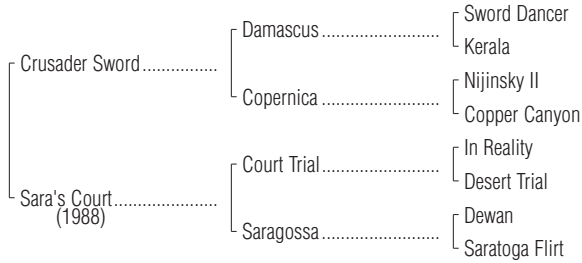 Sword Dancer
Damascus
Kerala
Crusader Sword
Nijinsky II
Copernica
Copper Canyon
In Reality
Court Trial
Desert Trial
Sara's Court
(1988)
Dewan
Saragossa
Saratoga Flirt